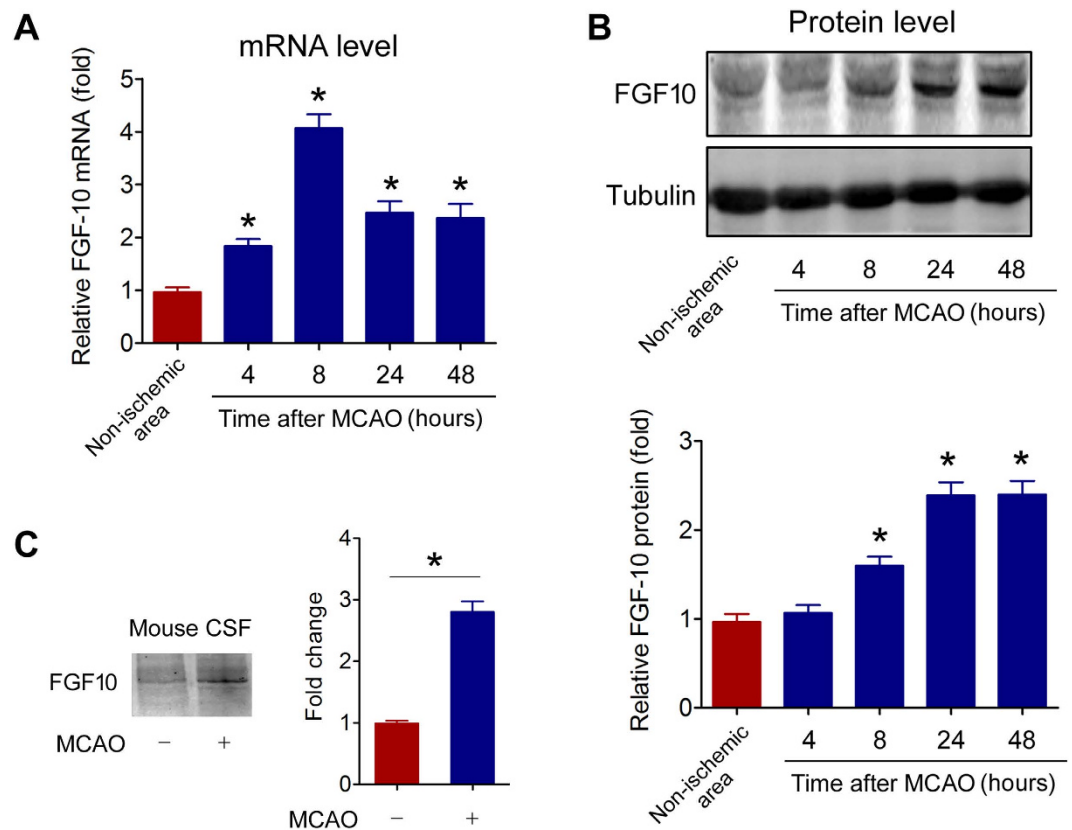 A
mRNA level
Relative FGF-10 mRNA (fold)
5
4
3
2
1
0
*
*
*
*
Non-ischemic
area
4 8 24 48
Time after MCAO (hours)
B
Protein level
FGF10
Tubulin
Non-ischemic
area
4 8 24 48
Time after MCAO (hours)
Relative FGF-10 protein (fold)
3
2
1
0
*
*
*
Non-ischemic
area
4 8 24 48
Time after MCAO (hours)
C
Mouse CSF
FGF10
MCAO − +
Fold change
4
3
2
1
0
*
MCAO − +